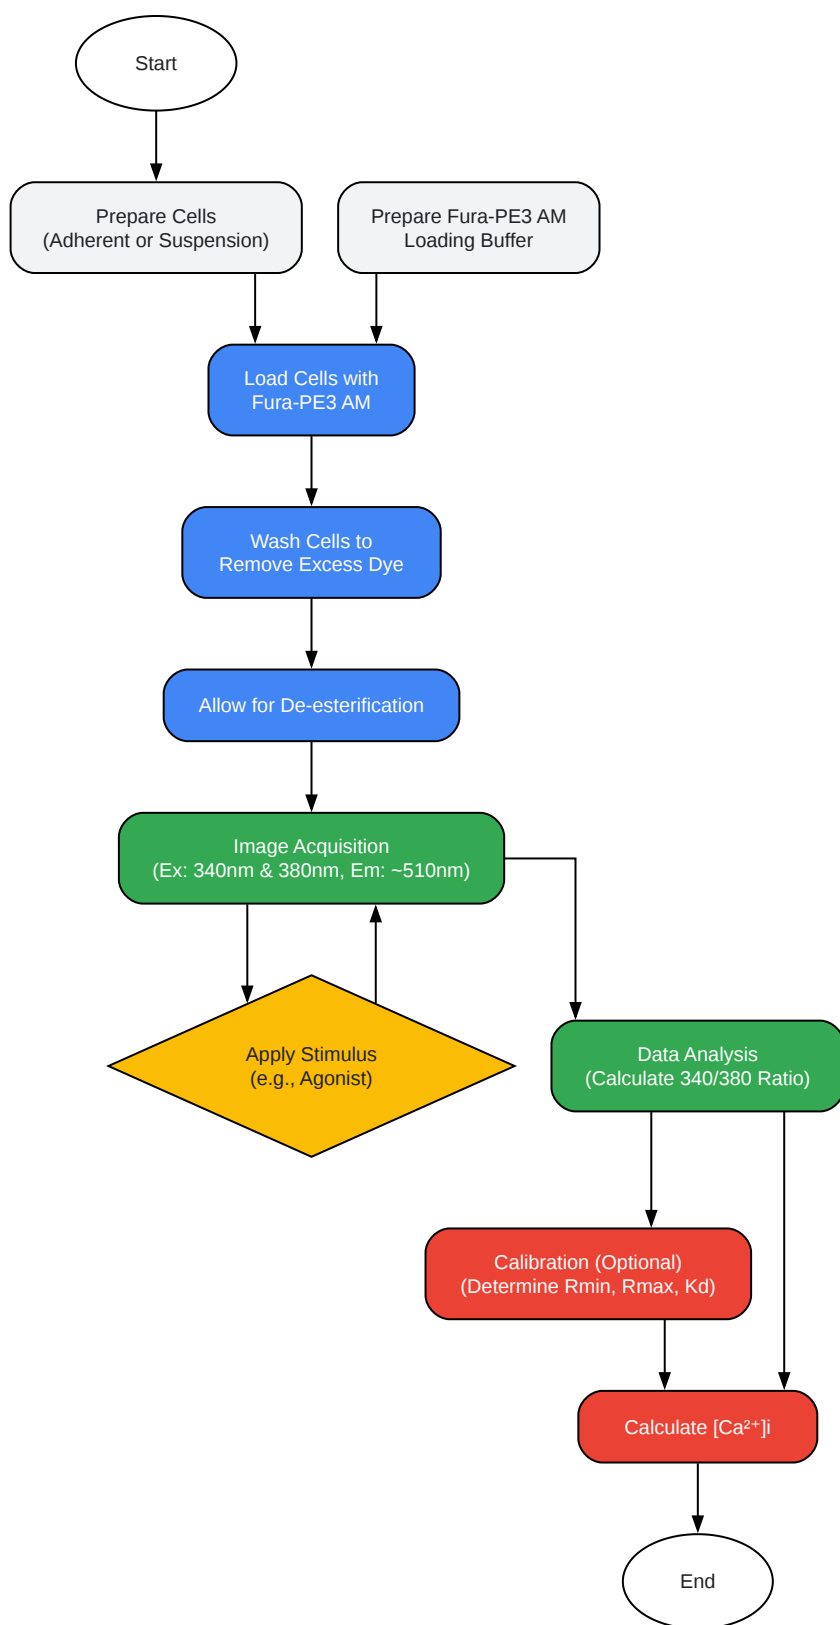 Start
Prepare Cells
(Adherent or Suspension)
Prepare Fura-PE3 AM
Loading Buffer
Load Cells with
Fura-PE3 AM
Wash Cells to
Remove Excess Dye
Allow for De-esterification
Image Acquisition
(Ex: 340nm & 380nm, Em: ~510nm)
Apply Stimulus
(e.g., Agonist)
Data Analysis
(Calculate 340/380 Ratio)
Calibration (Optional)
(Determine Rmin, Rmax, Kd)
Calculate [Ca²⁺]i
End